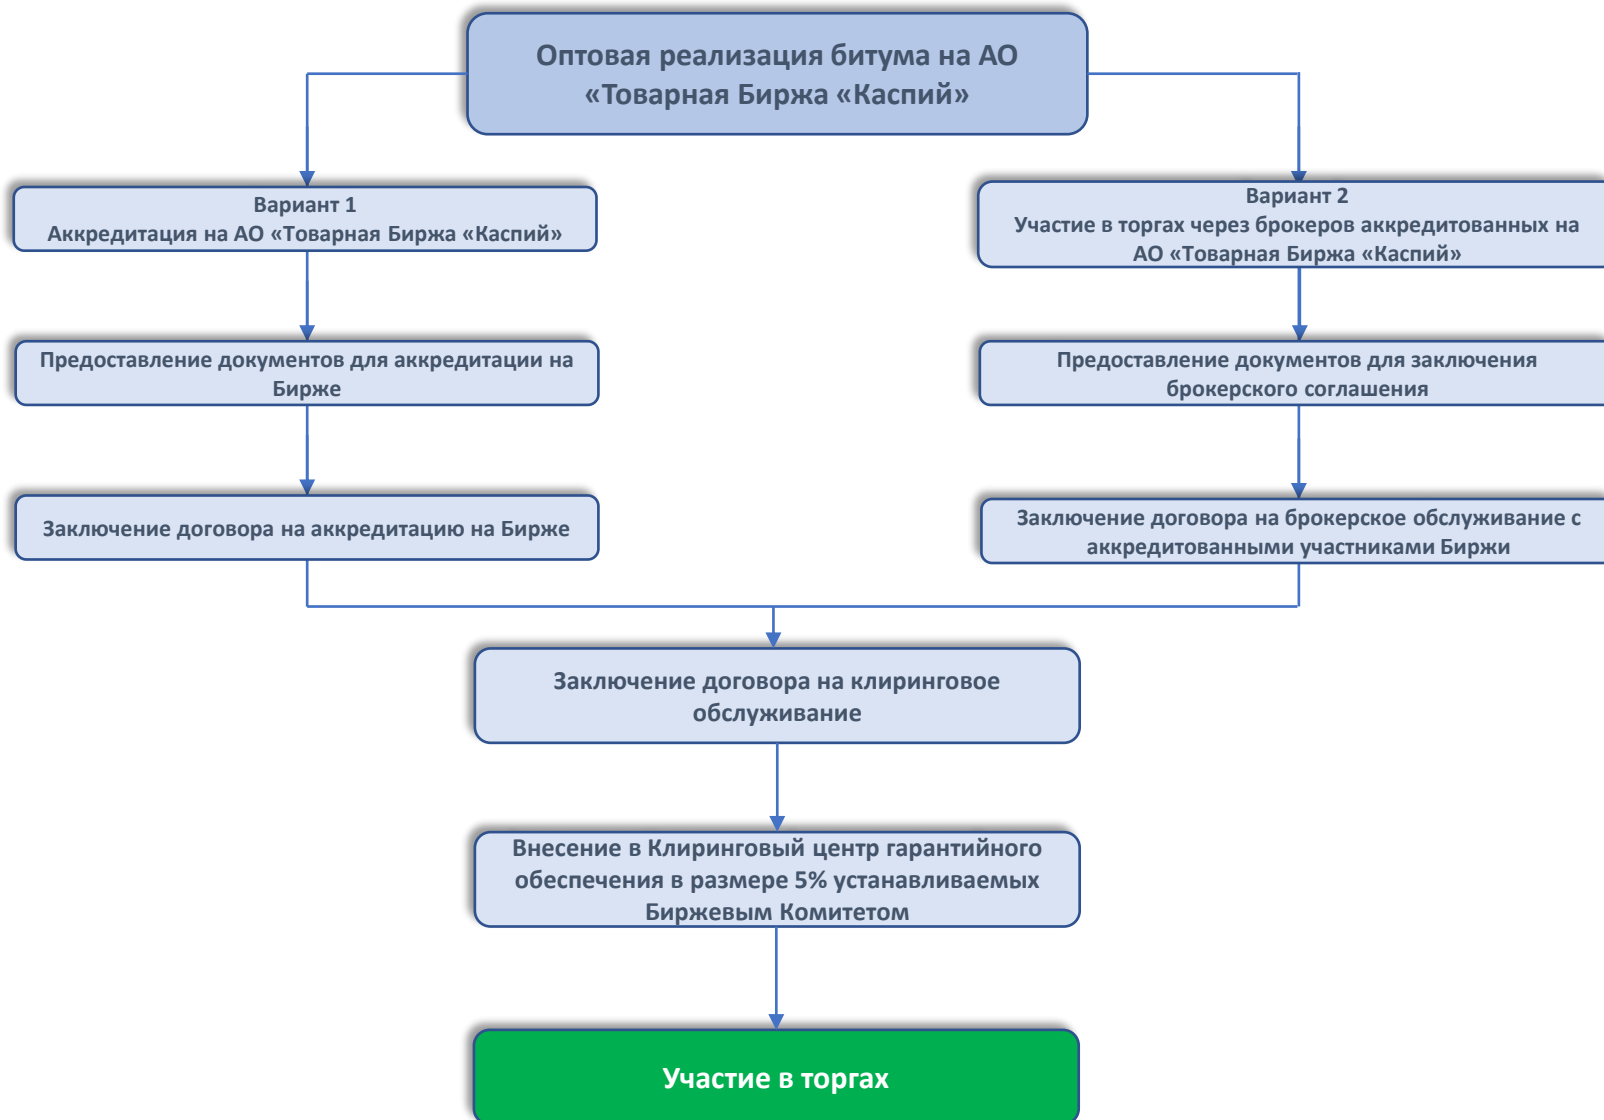 Оптовая реализация битума на АО
«Товарная Биржа «Каспий»
Вариант 1
Аккредитация на АО «Товарная Биржа «Каспий»
Вариант 2
Участие в торгах через брокеров аккредитованных на
АО «Товарная Биржа «Каспий»
Предоставление документов для аккредитации на
Бирже
Предоставление документов для заключения
брокерского соглашения
Заключение договора на аккредитацию на Бирже
Заключение договора на брокерское обслуживание с
аккредитованными участниками Биржи
Заключение договора на клиринговое
обслуживание
Внесение в Клиринговый центр гарантийного
обеспечения в размере 5% устанавливаемых
Биржевым Комитетом
Участие в торгах